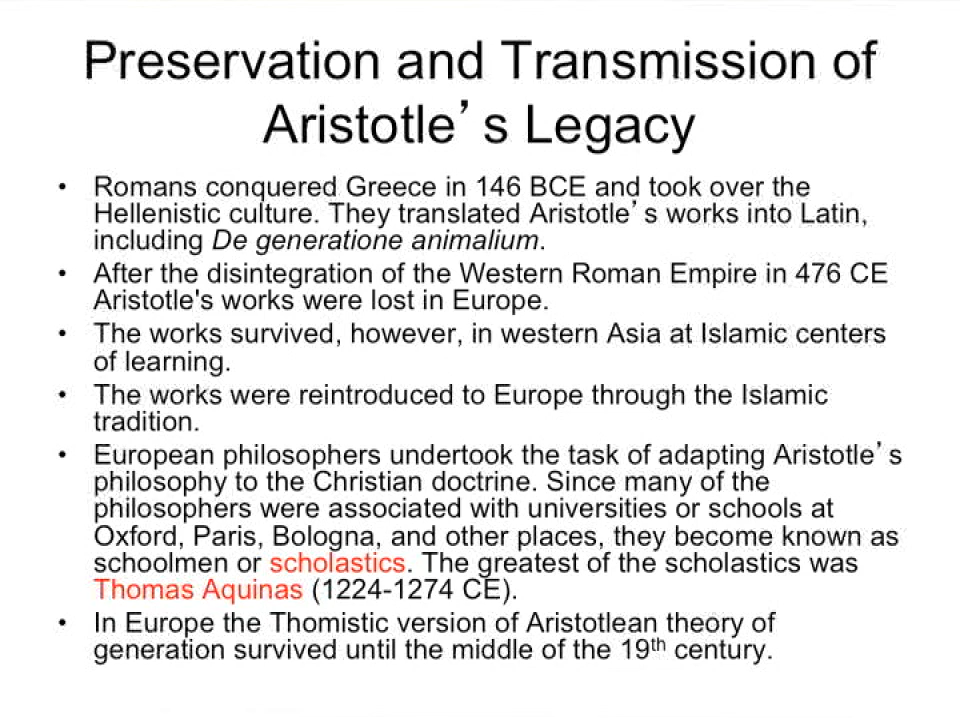 Preservation and Transmission of
Aristotle’s Legacy
• Romans conquered Greece in 146 BCE and took over the
Hellenistic culture. They translated Aristotle’s works into Latin,
including De generatione animalium.
• After the disintegration of the Western Roman Empire in 476 CE
Aristotle's works were lost in Europe.
• The works survived, however, in western Asia at Islamic centers
of learning.
• The works were reintroduced to Europe through the Islamic
tradition.
• European philosophers undertook the task of adapting Aristotle’s
philosophy to the Christian doctrine. Since many of the
philosophers were associated with universities or schools at
Oxford, Paris, Bologna, and other places, they become known as
schoolmen or scholastics. The greatest of the scholastics was
Thomas Aquinas (1224-1274 CE).
• In Europe the Thomistic version of Aristotlean theory of
generation survived until the middle of the 19th century.